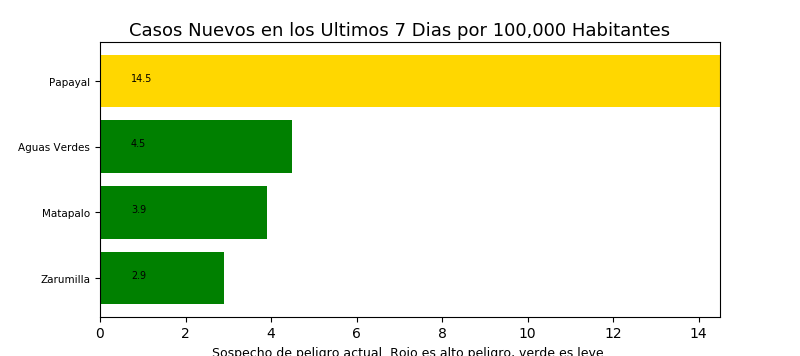 Casos Nuevos en los Ultimos 7 Dias por 100,000 Habitantes
Papayal
14.5
Aguas Verdes
4.5
Matapalo
3.9
Zarumilla
2.9
0 2 4 6 8 10 12 14
Sospecho de peligro actual. Rojo es alto peligro, verde es leve